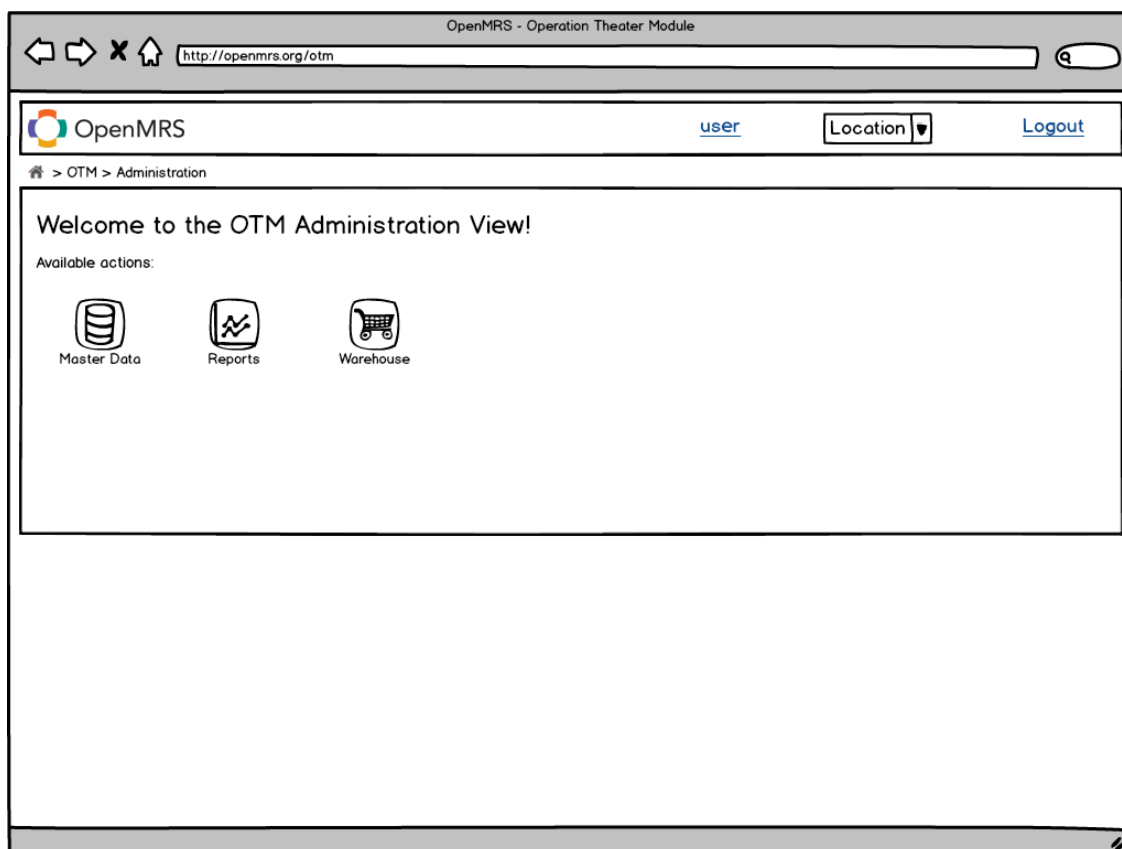 OpenMRS - Operation Theater Module
http://openmrs.org/otm
OpenMRS user Location Logout
> OTM > Administration
Welcome to the OTM Administration View!
Available actions:
Master Data Reports Warehouse